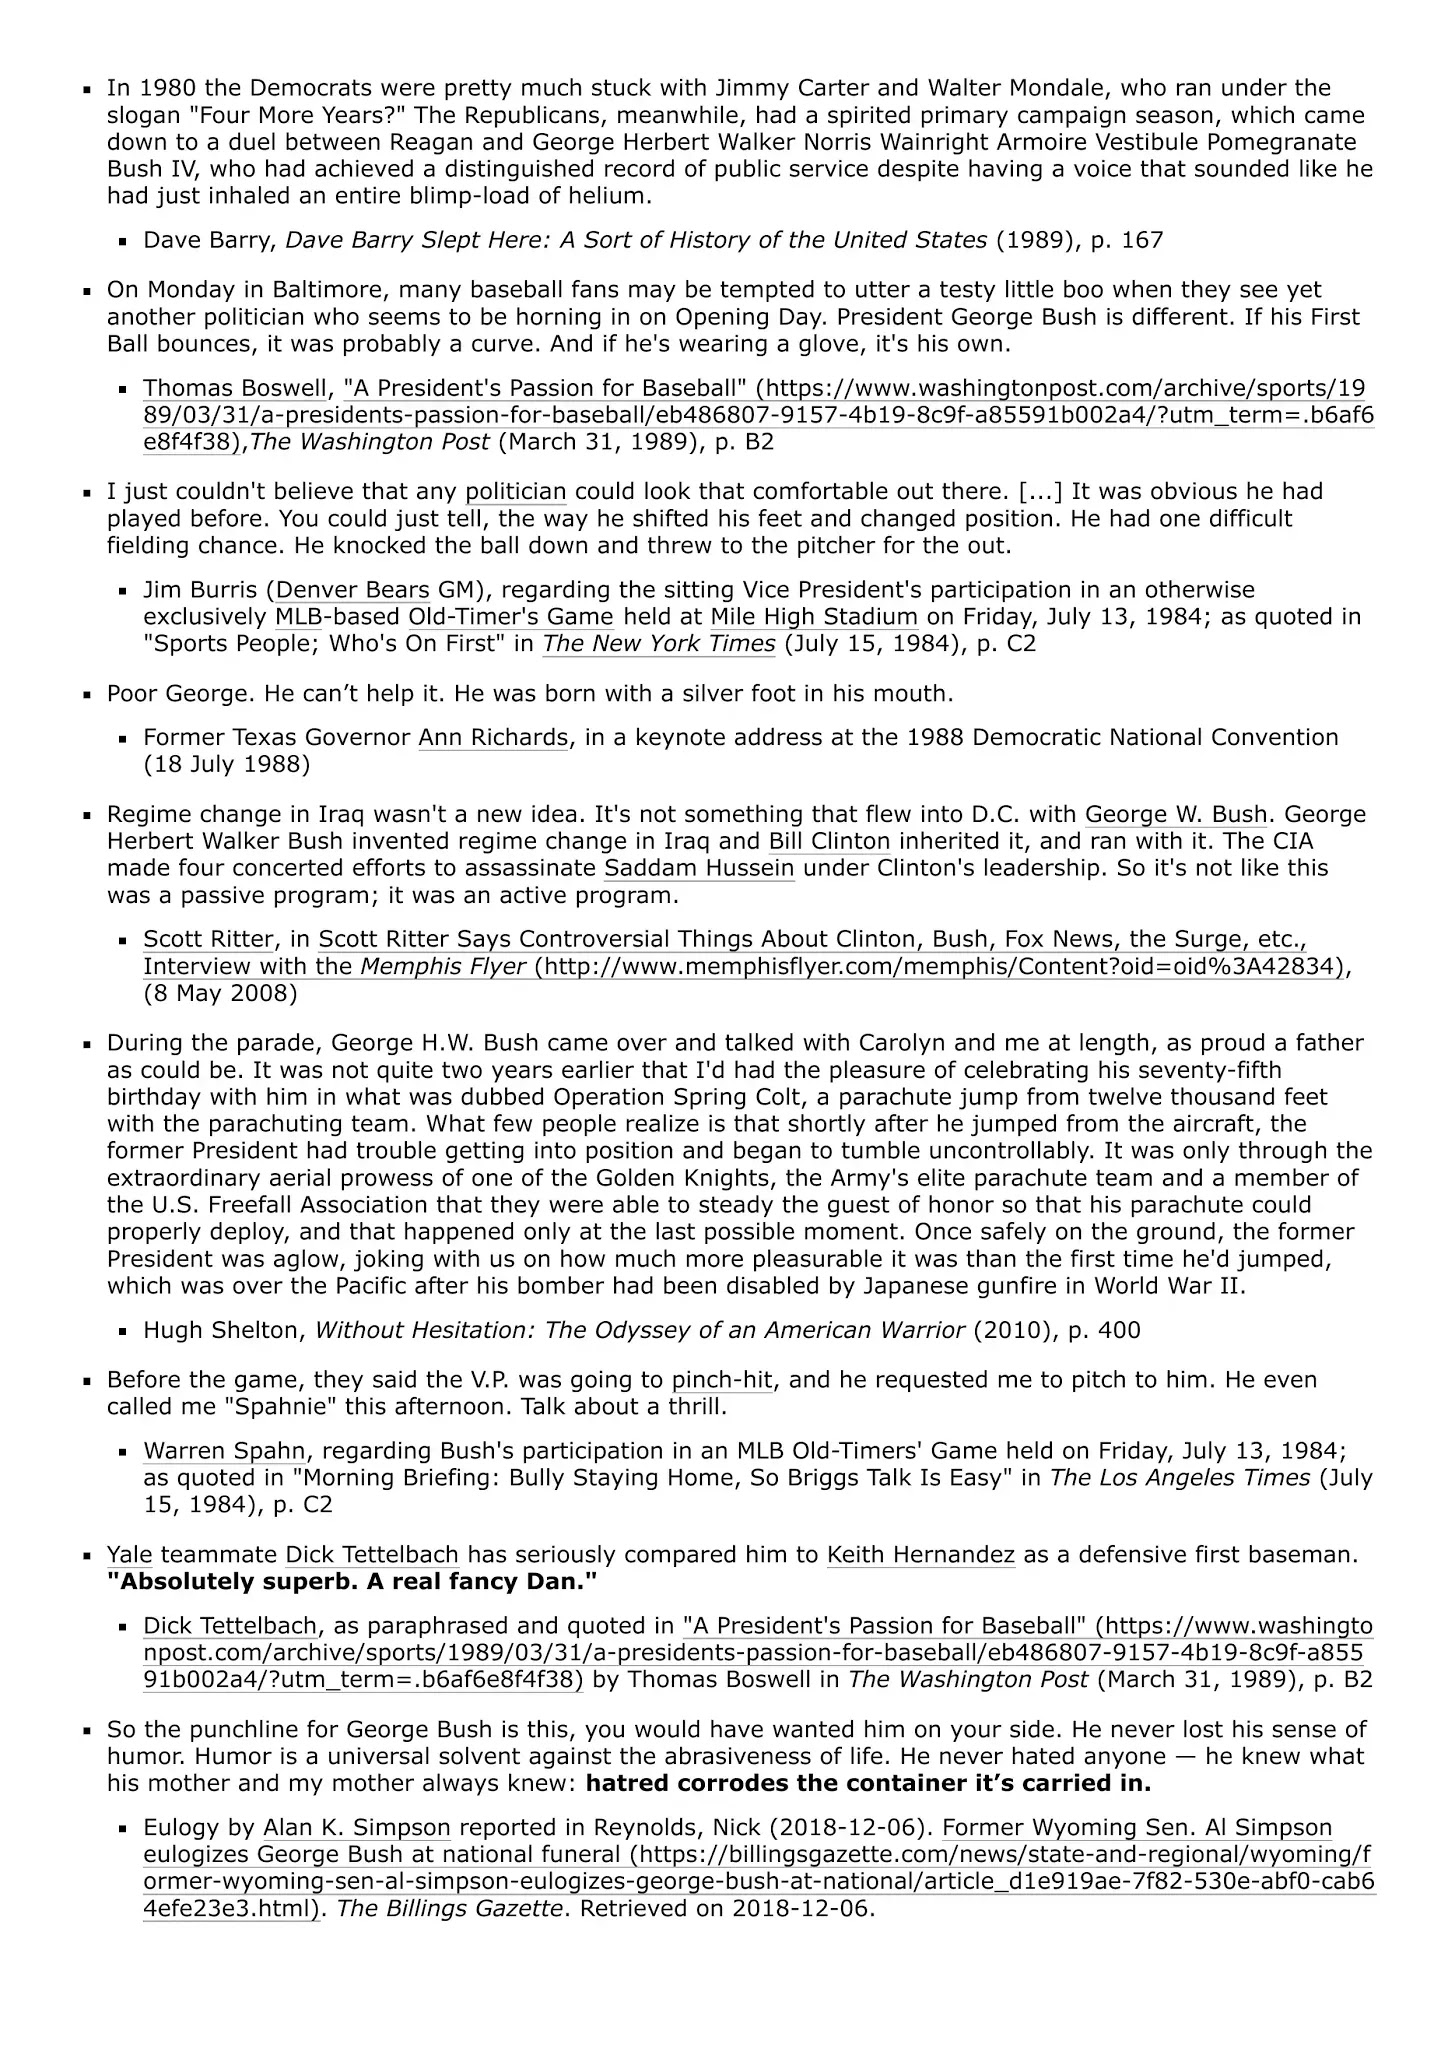 ▪ In 1980 the Democrats were pretty much stuck with Jimmy Carter and Walter Mondale, who ran under the
slogan "Four More Years?" The Republicans, meanwhile, had a spirited primary campaign season, which came
down to a duel between Reagan and George Herbert Walker Norris Wainright Armoire Vestibule Pomegranate
Bush IV, who had achieved a distinguished record of public service despite having a voice that sounded like he
had just inhaled an entire blimp-load of helium.
▪ Dave Barry, Dave Barry Slept Here: A Sort of History of the United States (1989), p. 167
▪ On Monday in Baltimore, many baseball fans may be tempted to utter a testy little boo when they see yet
another politician who seems to be horning in on Opening Day. President George Bush is different. If his First
Ball bounces, it was probably a curve. And if he's wearing a glove, it's his own.
▪ Thomas Boswell, "A President's Passion for Baseball" (https://www.washingtonpost.com/archive/sports/19
89/03/31/a-presidents-passion-for-baseball/eb486807-9157-4b19-8c9f-a85591b002a4/?utm_term=.b6af6
e8f4f38),The Washington Post (March 31, 1989), p. B2
▪ I just couldn't believe that any politician could look that comfortable out there. [...] It was obvious he had
played before. You could just tell, the way he shifted his feet and changed position. He had one difficult
fielding chance. He knocked the ball down and threw to the pitcher for the out.
▪ Jim Burris (Denver Bears GM), regarding the sitting Vice President's participation in an otherwise
exclusively MLB-based Old-Timer's Game held at Mile High Stadium on Friday, July 13, 1984; as quoted in
"Sports People; Who's On First" in The New York Times (July 15, 1984), p. C2
▪ Poor George. He can’t help it. He was born with a silver foot in his mouth.
▪ Former Texas Governor Ann Richards, in a keynote address at the 1988 Democratic National Convention
(18 July 1988)
▪ Regime change in Iraq wasn't a new idea. It's not something that flew into D.C. with George W. Bush. George
Herbert Walker Bush invented regime change in Iraq and Bill Clinton inherited it, and ran with it. The CIA
made four concerted efforts to assassinate Saddam Hussein under Clinton's leadership. So it's not like this
was a passive program; it was an active program.
▪ Scott Ritter, in Scott Ritter Says Controversial Things About Clinton, Bush, Fox News, the Surge, etc.,
Interview with the Memphis Flyer (http://www.memphisflyer.com/memphis/Content?oid=oid%3A42834),
(8 May 2008)
▪ During the parade, George H.W. Bush came over and talked with Carolyn and me at length, as proud a father
as could be. It was not quite two years earlier that I'd had the pleasure of celebrating his seventy-fifth
birthday with him in what was dubbed Operation Spring Colt, a parachute jump from twelve thousand feet
with the parachuting team. What few people realize is that shortly after he jumped from the aircraft, the
former President had trouble getting into position and began to tumble uncontrollably. It was only through the
extraordinary aerial prowess of one of the Golden Knights, the Army's elite parachute team and a member of
the U.S. Freefall Association that they were able to steady the guest of honor so that his parachute could
properly deploy, and that happened only at the last possible moment. Once safely on the ground, the former
President was aglow, joking with us on how much more pleasurable it was than the first time he'd jumped,
which was over the Pacific after his bomber had been disabled by Japanese gunfire in World War II.
▪ Hugh Shelton, Without Hesitation: The Odyssey of an American Warrior (2010), p. 400
▪ Before the game, they said the V.P. was going to pinch-hit, and he requested me to pitch to him. He even
called me "Spahnie" this afternoon. Talk about a thrill.
▪ Warren Spahn, regarding Bush's participation in an MLB Old-Timers' Game held on Friday, July 13, 1984;
as quoted in "Morning Briefing: Bully Staying Home, So Briggs Talk Is Easy" in The Los Angeles Times (July
15, 1984), p. C2
▪ Yale teammate Dick Tettelbach has seriously compared him to Keith Hernandez as a defensive first baseman.
"Absolutely superb. A real fancy Dan."
▪ Dick Tettelbach, as paraphrased and quoted in "A President's Passion for Baseball" (https://www.washingto
npost.com/archive/sports/1989/03/31/a-presidents-passion-for-baseball/eb486807-9157-4b19-8c9f-a855
91b002a4/?utm_term=.b6af6e8f4f38) by Thomas Boswell in The Washington Post (March 31, 1989), p. B2
▪ So the punchline for George Bush is this, you would have wanted him on your side. He never lost his sense of
humor. Humor is a universal solvent against the abrasiveness of life. He never hated anyone — he knew what
his mother and my mother always knew: hatred corrodes the container it’s carried in.
▪ Eulogy by Alan K. Simpson reported in Reynolds, Nick (2018-12-06). Former Wyoming Sen. Al Simpson
eulogizes George Bush at national funeral (https://billingsgazette.com/news/state-and-regional/wyoming/f
ormer-wyoming-sen-al-simpson-eulogizes-george-bush-at-national/article_d1e919ae-7f82-530e-abf0-cab6
4efe23e3.html). The Billings Gazette. Retrieved on 2018-12-06.